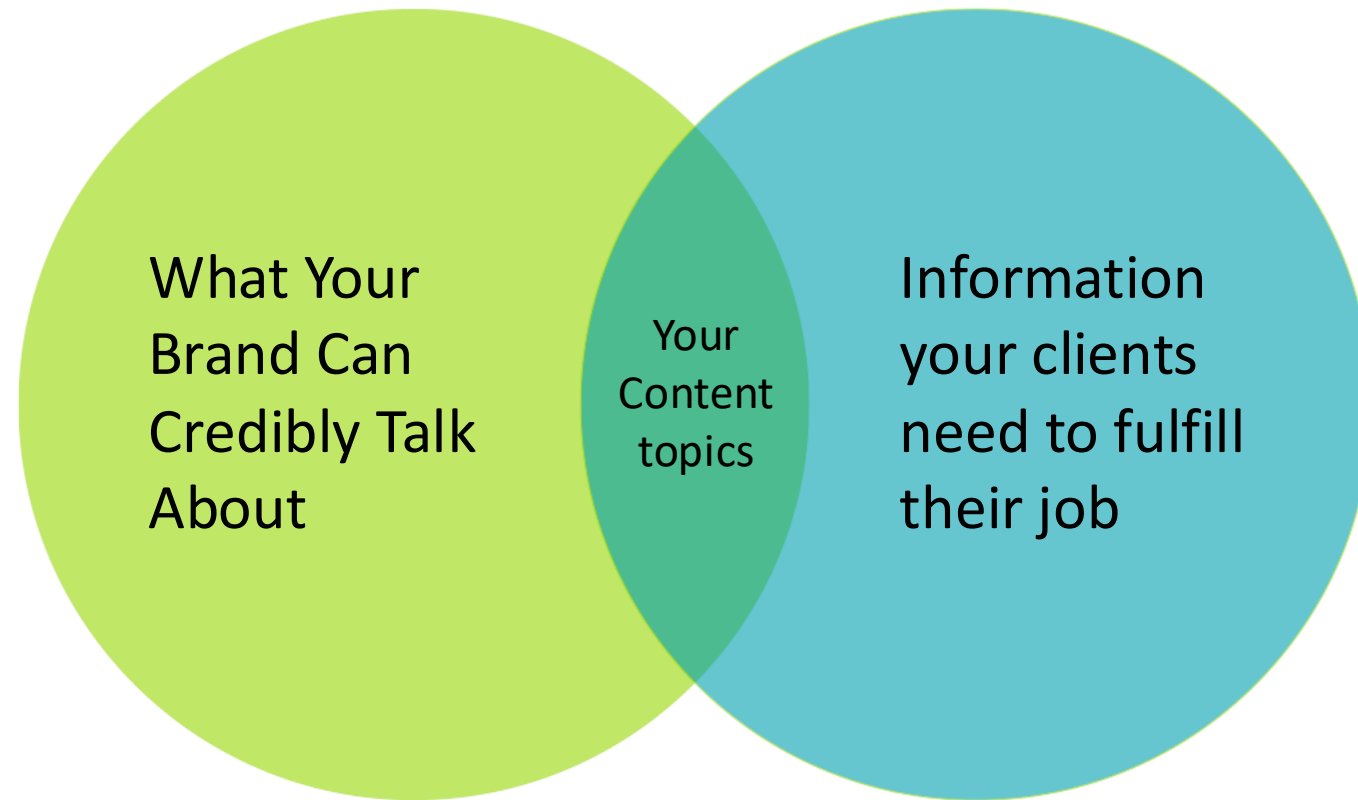 What Your
Brand Can
Credibly Talk
About
Your
Content
topics
Information
your clients
need to fulfill
their job